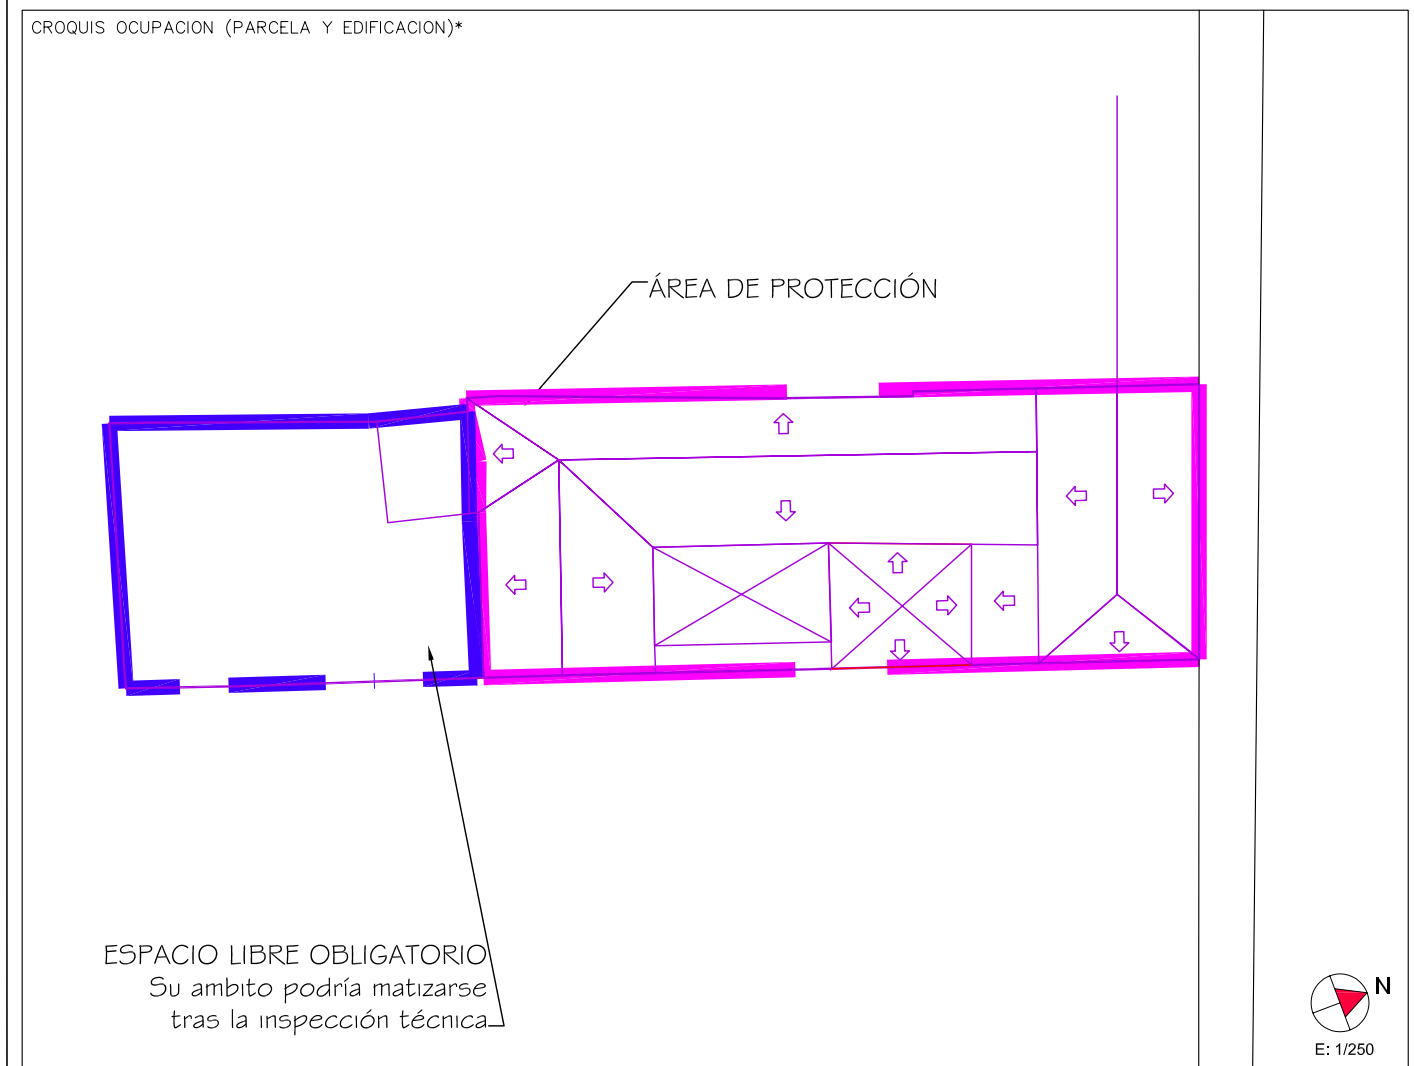 CROQUIS OCUPACION (PARCELA Y EDIFICACION)*
ÁREA DE PROTECCIÓN
ESPACIO LIBRE OBLIGATORIO
Su ambito podría matizarse
tras la inspección técnica
N
E: 1/250